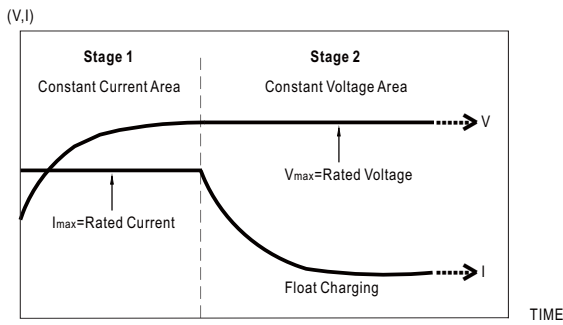 (V,I)
Stage 1
Stage 2
Constant Current Area
Constant Voltage Area
V
Vmax=Rated Voltage
Imax=Rated Current
I
Float Charging
TIME